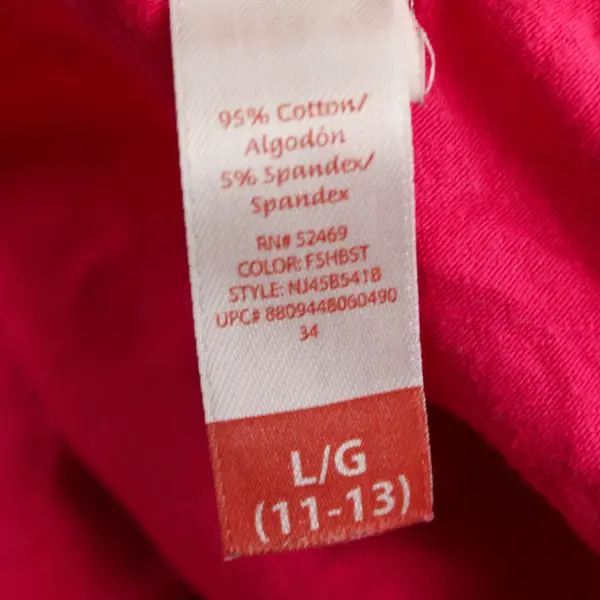 95% Cotton/
Algodón
5% Spandex/
Spandex
RN# 52469
COLOR: FSHBST
STYLE: NJ45B541B
UPC# 8809448060490
34
L/G
(11-13)